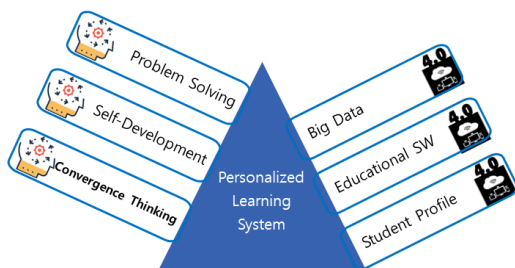 Problem Solving
Self-Development
Convergence Thinking
Personalized
Learning
System
4.0
Big Data
4.0
Educational SW
4.0
Student Profile